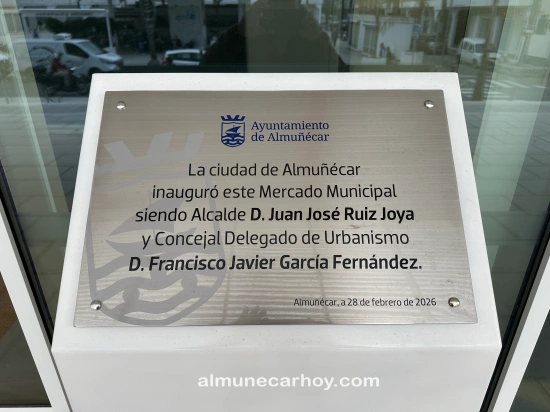 Ayuntamiento
de Almuñécar
La ciudad de Almuñécar
inauguró este Mercado Municipal
siendo Alcalde D. Juan José Ruiz Joya
y Concejal Delegado de Urbanismo
D. Francisco Javier García Fernández.
Almuñécar, a 28 de febrero de 2026
almunecarhoy.com